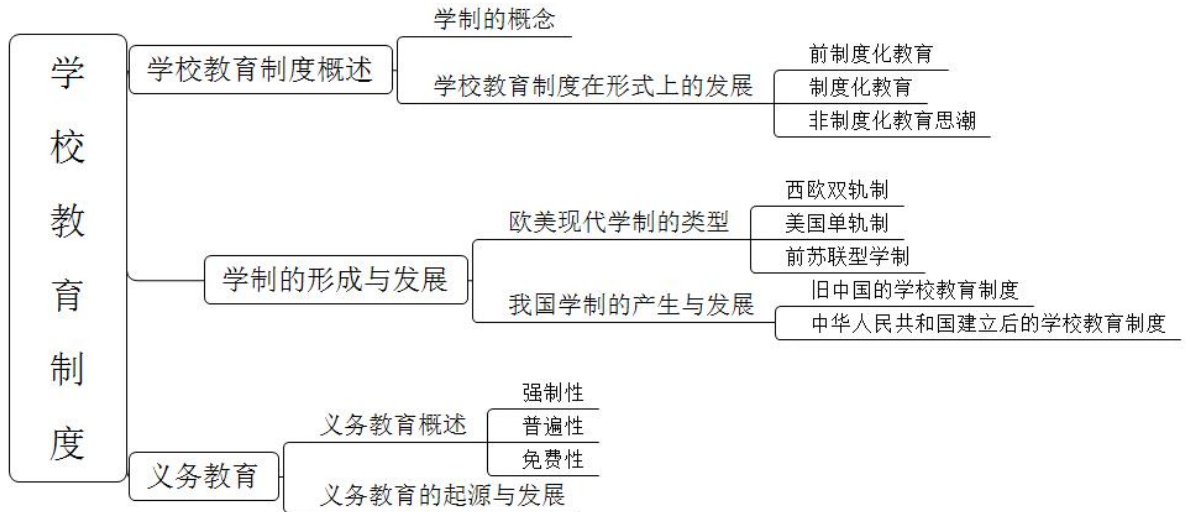 学校教育制度
学校教育制度概述
学制的概念
学校教育制度在形式上的发展
前制度化教育
制度化教育
非制度化教育思潮
学制的形成与发展
欧美现代学制的类型
西欧双轨制
美国单轨制
前苏联型学制
我国学制的产生与发展
旧中国的学校教育制度
中华人民共和国建立后的学校教育制度
义务教育
义务教育概述
强制性
普遍性
免费性
义务教育的起源与发展